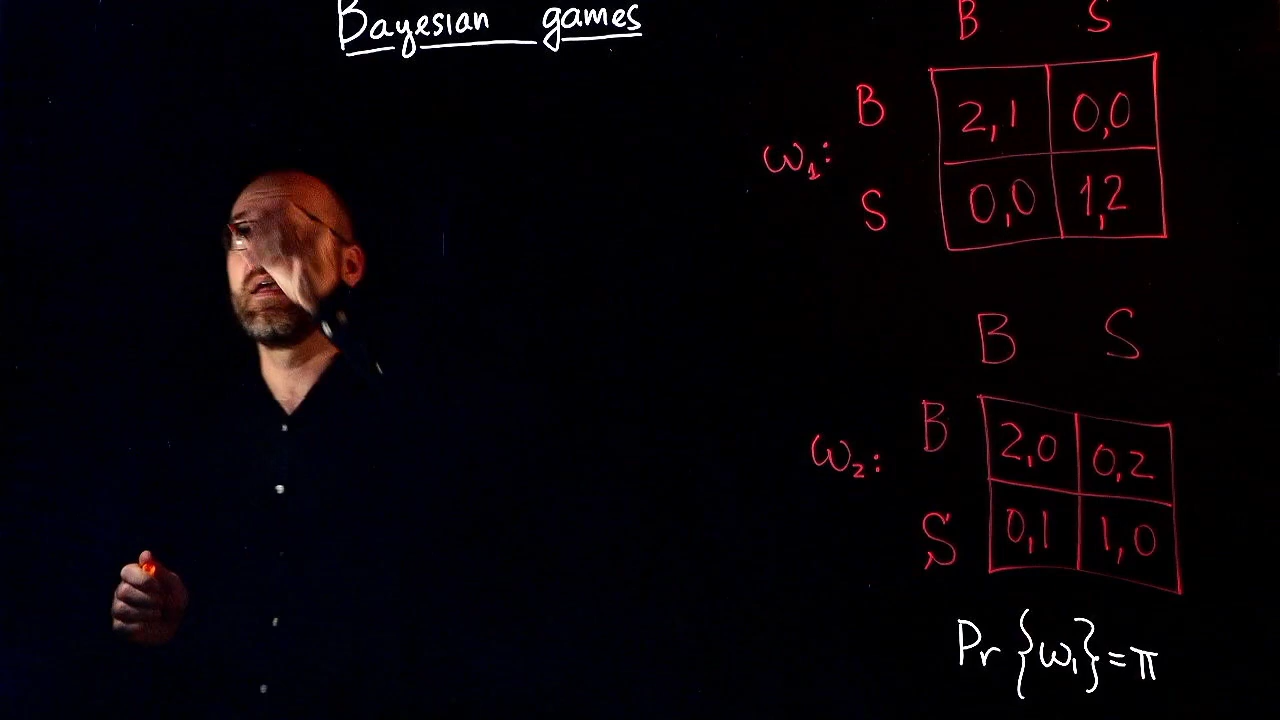 Bayesian games
B S
B 2,1 0,0
ω₁:
S 0,0 1,2
B S
B 2,0 0,2
ω₂:
S 0,1 1,0
Pr {ω₁} = π